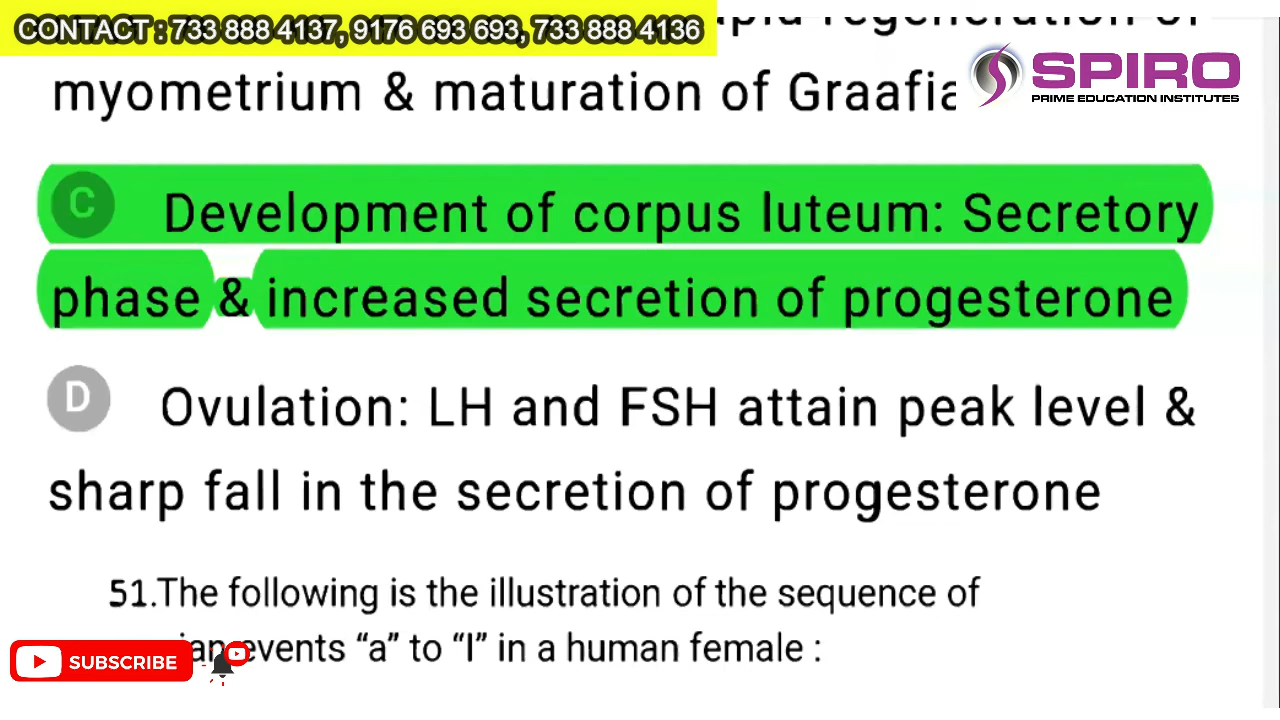 CONTACT : 733 888 4137, 9176 693 693, 733 888 4136
regeneration of
myometrium & maturation of
SPIRO
PRIME EDUCATION INSTITUTES
C Development of corpus luteum: Secretory
phase & increased secretion of progesterone
D Ovulation: LH and FSH attain peak level &
sharp fall in the secretion of progesterone
51.The following is the illustration of the sequence of
events “a” to “I” in a human female :
SUBSCRIBE